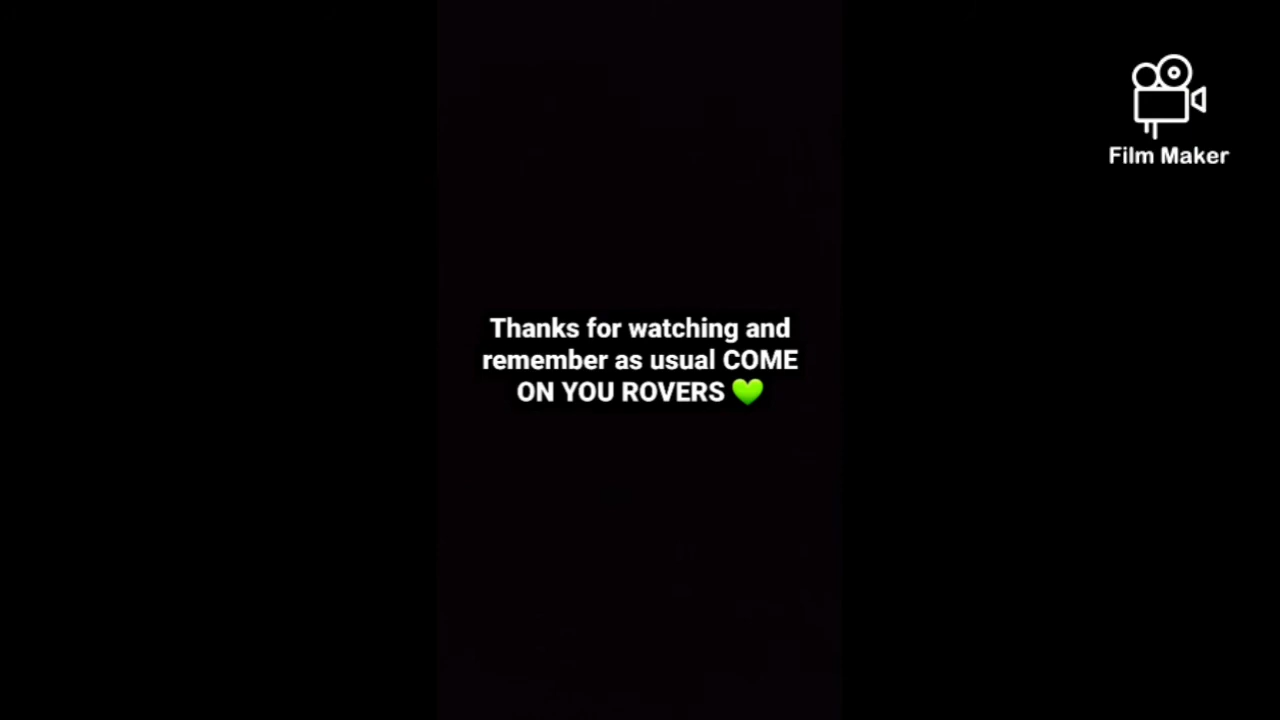 Film Maker
Thanks for watching and
remember as usual COME
ON YOU ROVERS 💚